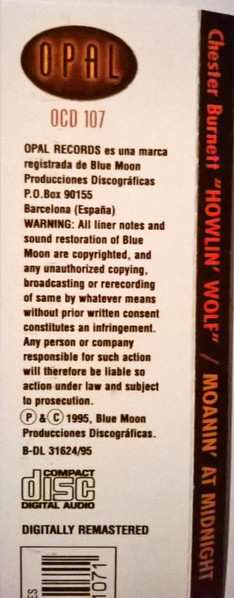 OPAL
OCD 107
OPAL RECORDS es una marca
registrada de Blue Moon
Producciones Discográficas
P.O.Box 90155
Barcelona (España)
WARNING: All liner notes and
sound restoration of Blue
Moon are copyrighted, and
any unauthorized copying,
broadcasting or rerecording
of same by whatever means
without prior written consent
constitutes an infringement.
Any person or company
responsible for such action
will therefore be liable so
action under law and subject
to prosecution.
Ⓟ & Ⓒ 1995, Blue Moon
Producciones Discográficas.
B-DL 31624/95
COMPACT
disc
DIGITAL AUDIO
DIGITALLY REMASTERED
ES
1071
Chester Burnett "HOWLIN' WOLF" / MOANIN' AT MIDNIGHT